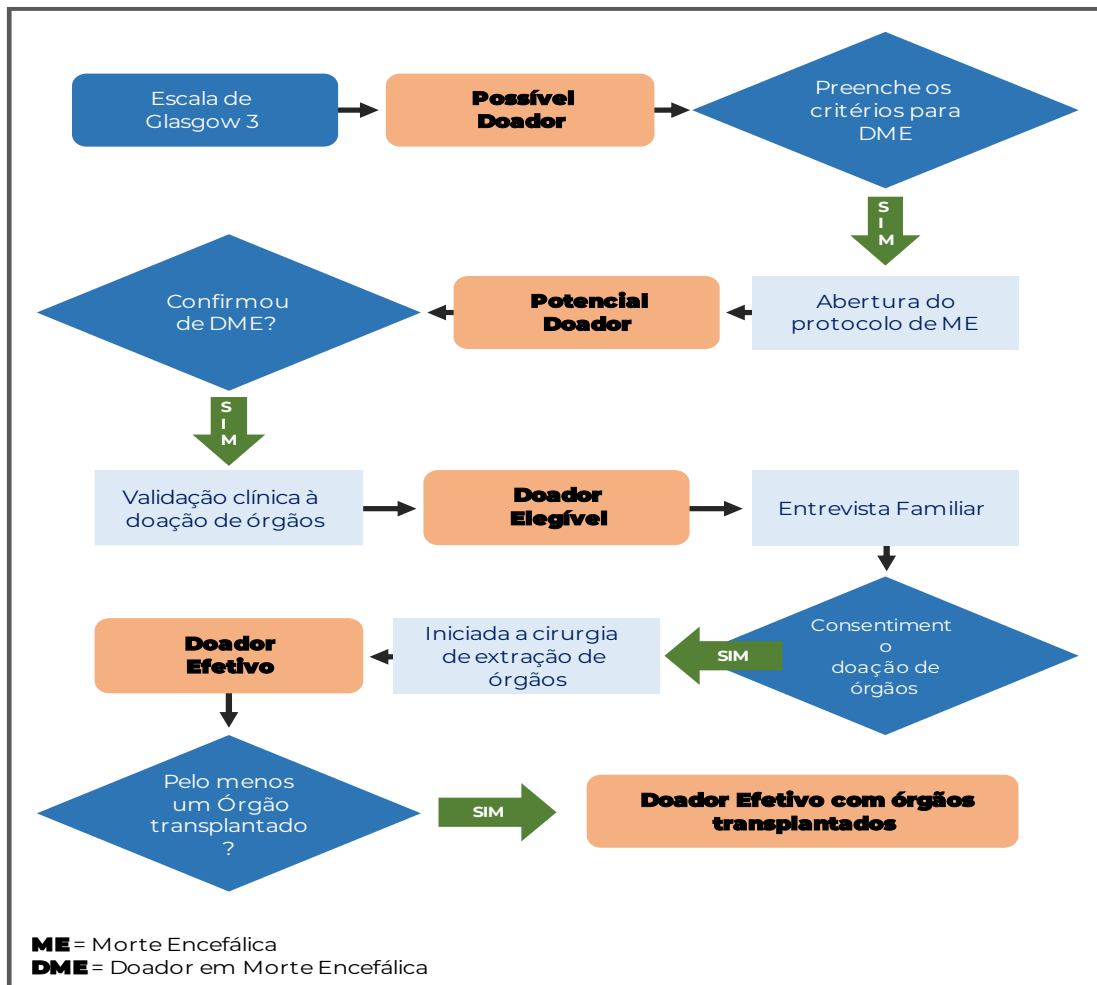 Escala de
Glasgow 3
Possível
Doador
Preenche os
critérios para
DME
S
I
M
Abertura do
protocolo de ME
Potencial
Doador
Confirmou
de DME?
S
I
M
Validação clínica à
doação de órgãos
Doador
Elegível
Entrevista Familiar
Consentiment
o
doação de
órgãos
SIM
Iniciada a cirurgia
de extração de
órgãos
Doador
Efetivo
Pelo menos
um Órgão
transplantado
?
SIM
Doador Efetivo com órgãos
transplantados
ME = Morte Encefálica
DME = Doador em Morte Encefálica